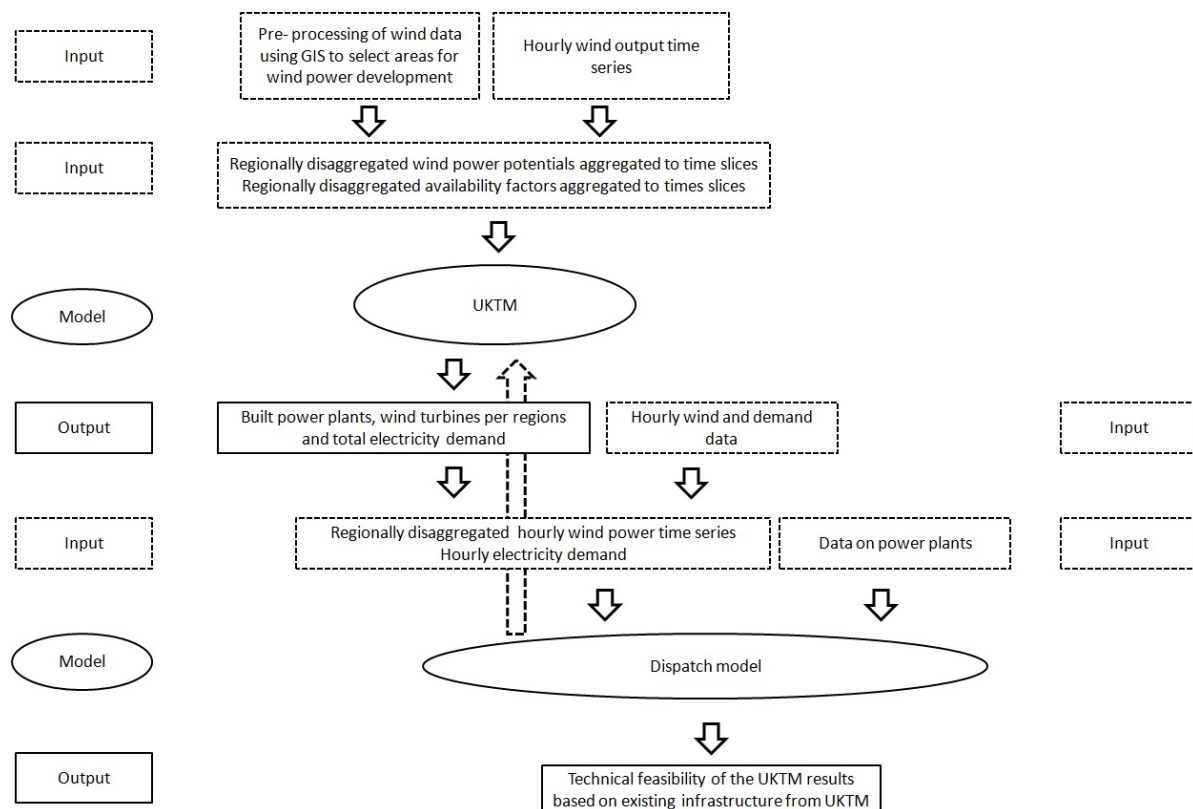 Input
Pre- processing of wind data
using GIS to select areas for
wind power development
Hourly wind output time
series
Input
Regionally disaggregated wind power potentials aggregated to time slices
Regionally disaggregated availability factors aggregated to times slices
Model
UKTM
Output
Built power plants, wind turbines per regions
and total electricity demand
Hourly wind and demand
data
Input
Input
Regionally disaggregated hourly wind power time series
Hourly electricity demand
Data on power plants
Input
Model
Dispatch model
Output
Technical feasibility of the UKTM results
based on existing infrastructure from UKTM